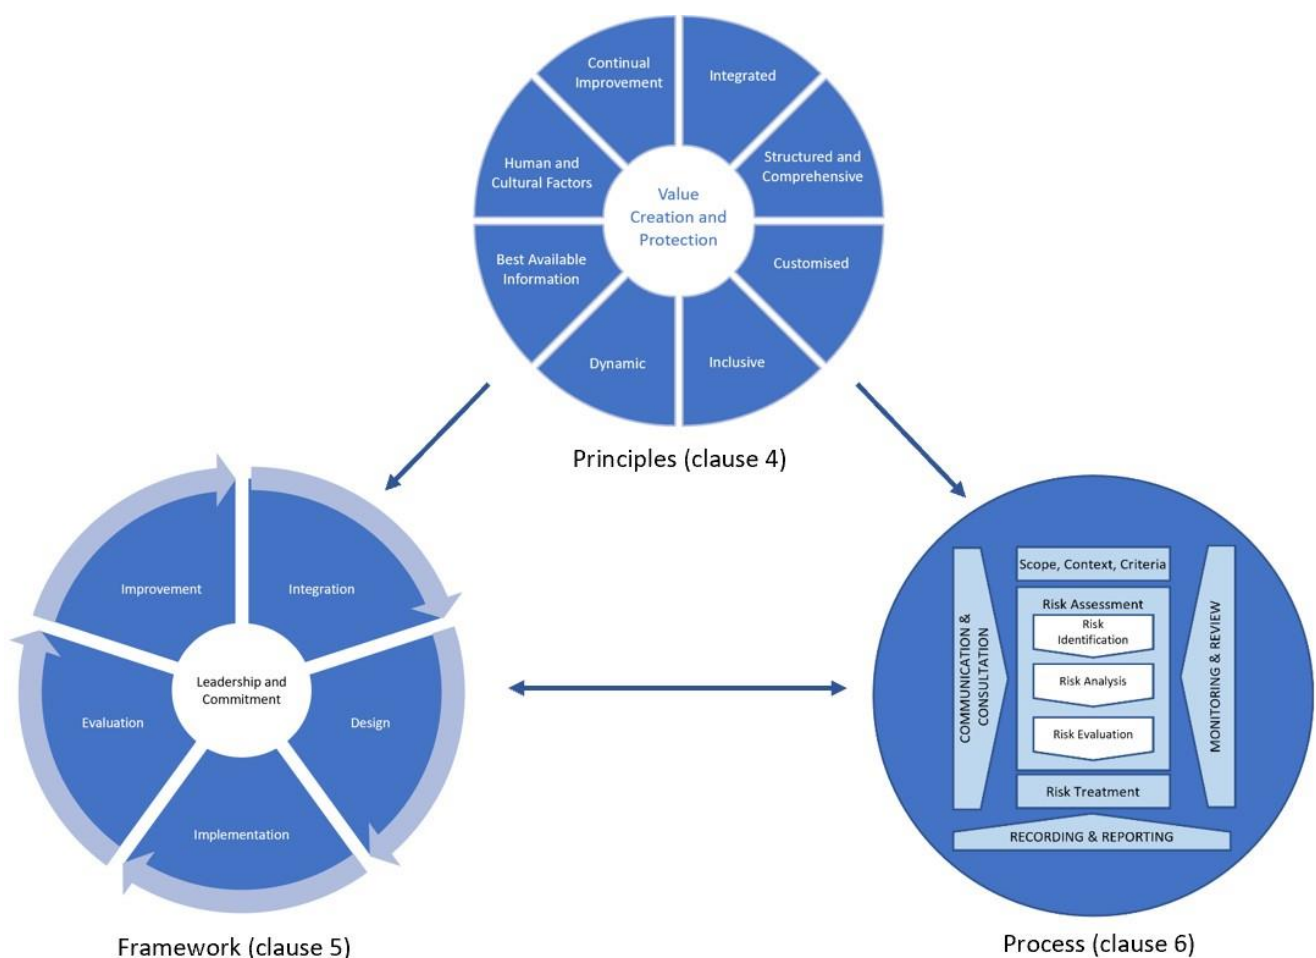 Continual
Improvement
Integrated
Human and
Cultural Factors
Structured and
Comprehensive
Value
Creation and
Protection
Best Available
Information
Customised
Dynamic
Inclusive
Principles (clause 4)
Improvement
Integration
Leadership and
Commitment
Evaluation
Design
Implementation
Framework (clause 5)
Scope, Context, Criteria
Risk Assessment
Risk
Identification
Risk Analysis
Risk Evaluation
Risk Treatment
COMMUNICATION &
CONSULTATION
MONITORING & REVIEW
RECORDING & REPORTING
Process (clause 6)